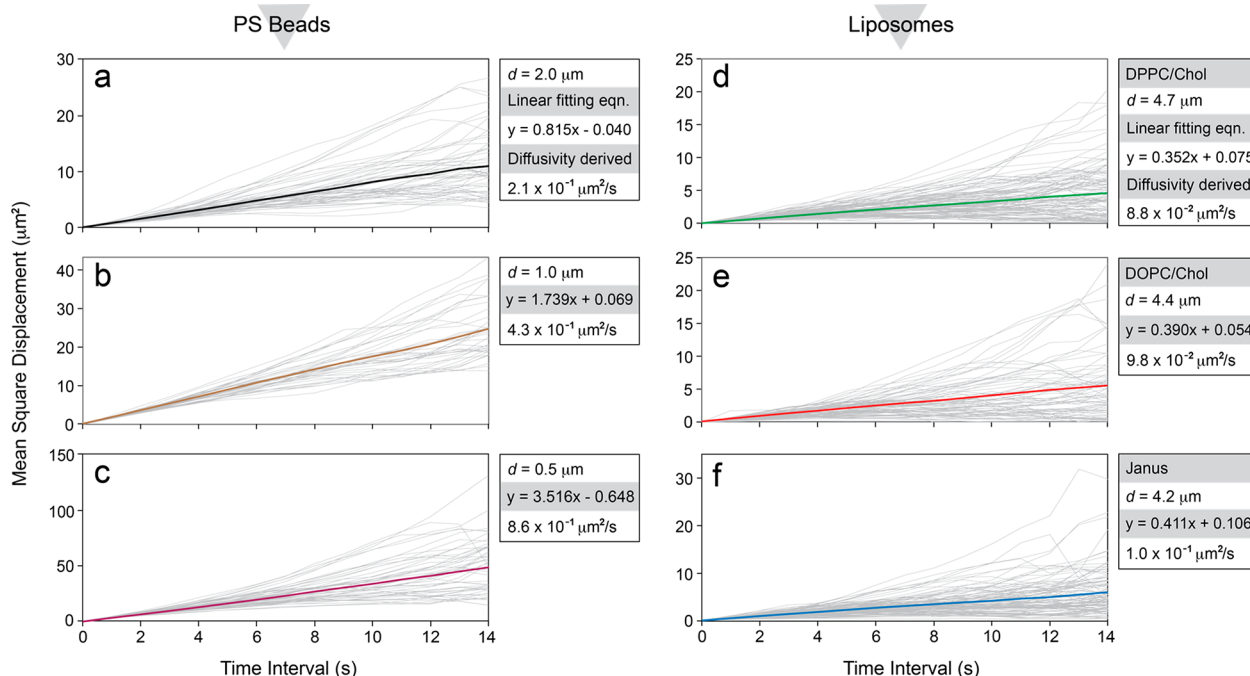 PS Beads
Liposomes
Mean Square Displacement (µm²)
a
30
20
10
0
d = 2.0 µm
Linear fitting eqn.
y = 0.815x - 0.040
Diffusivity derived
2.1 x 10⁻¹ µm²/s
b
40
30
20
10
0
d = 1.0 µm
y = 1.739x + 0.069
4.3 x 10⁻¹ µm²/s
c
150
100
50
0
0 2 4 6 8 10 12 14
Time Interval (s)
d = 0.5 µm
y = 3.516x - 0.648
8.6 x 10⁻¹ µm²/s
d
25
20
15
10
5
0
DPPC/Chol
d = 4.7 µm
Linear fitting eqn.
y = 0.352x + 0.075
Diffusivity derived
8.8 x 10⁻² µm²/s
e
25
20
15
10
5
0
DOPC/Chol
d = 4.4 µm
y = 0.390x + 0.054
9.8 x 10⁻² µm²/s
f
30
20
10
0
0 2 4 6 8 10 12 14
Time Interval (s)
Janus
d = 4.2 µm
y = 0.411x + 0.106
1.0 x 10⁻¹ µm²/s